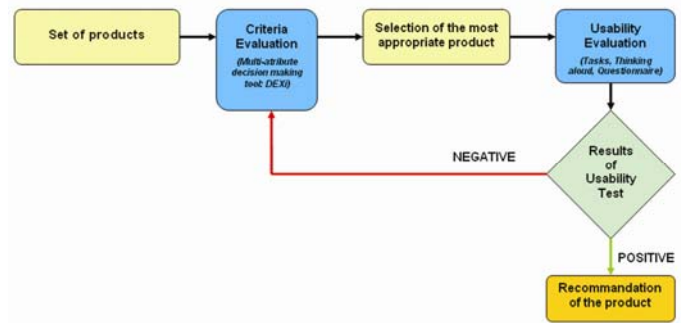 Set of products
Criteria
Evaluation
(Multi-atribute
decision making
tool: DEXi)
Selection of the most
appropriate product
Usability
Evaluation
(Tasks, Thinking
aloud, Questionnaire)
Results
of
Usability
Test
NEGATIVE
POSITIVE
Recommandation
of the product